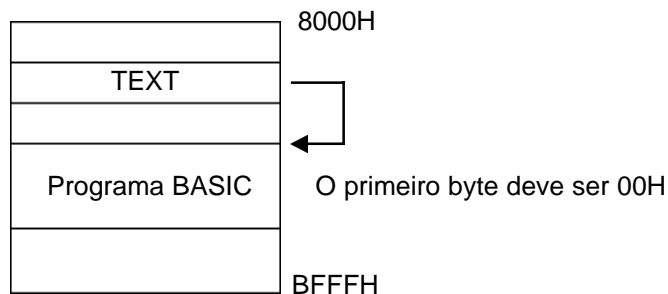 8000H
TEXT
Programa BASIC
O primeiro byte deve ser 00H
BFFFH